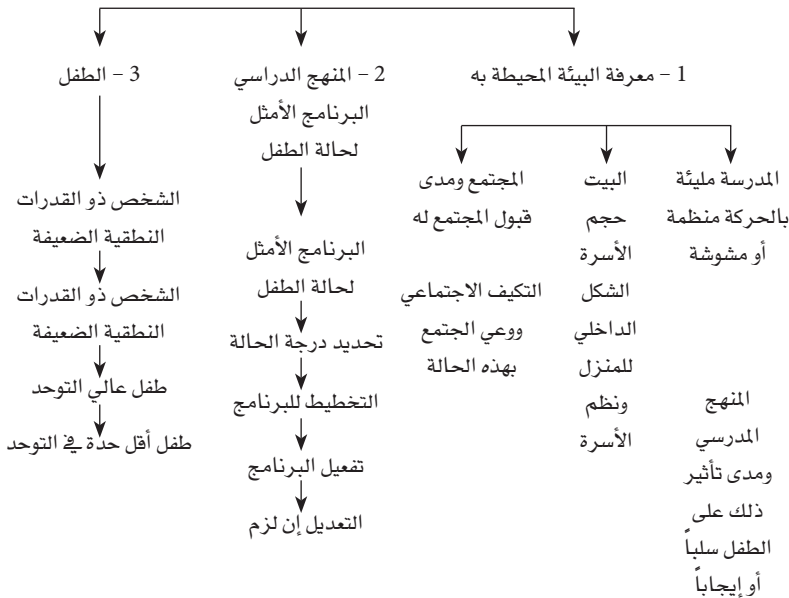 1 – معرفة البيئة المحيطة به
المدرسة مليئة
بالحركة منظمة
أو مشوشة
المنهج
المدرسي
ومدى تأثير
ذلك على
الطفل سلباً
أو إيجاباً
البيت
حجم
الأسرة
الشكل
الداخلي
للمنزل
ونظم
الأسرة
المجتمع ومدى
قبول المجتمع له
التكيف الاجتماعي
ووعي الجتمع
بهذه الحالة
2 – المنهج الدراسي
البرنامج الأمثل
لحالة الطفل
البرنامج الأمثل
لحالة الطفل
تحديد درجة الحالة
التخطيط للبرنامج
تفعيل البرنامج
التعديل إن لزم
3 – الطفل
الشخص ذو القدرات
النطقية الضعيفة
الشخص ذو القدرات
النطقية الضعيفة
طفل عالي التوحد
طفل أقل حدة في التوحد